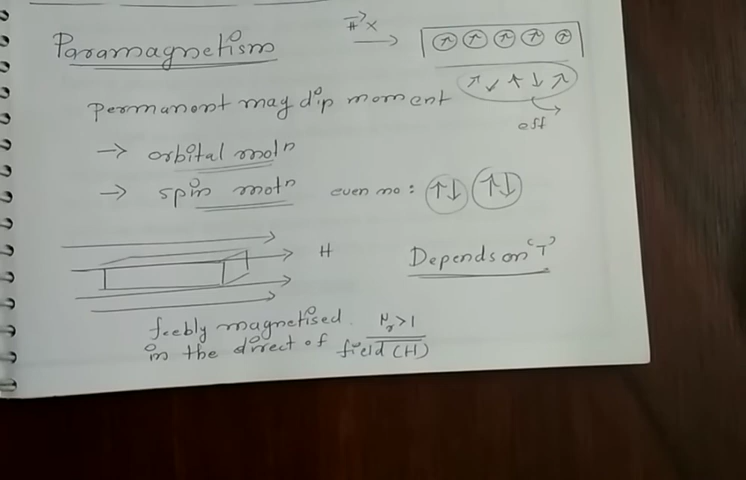 Paramagnetism
H X →
permanent mag dip moment
eff
→ orbital motⁿ
→ spin motⁿ even no : ↑↓ ↑↓
H
Depends on 'T'
feebly magnetised. μr>1
in the direct of field (H)